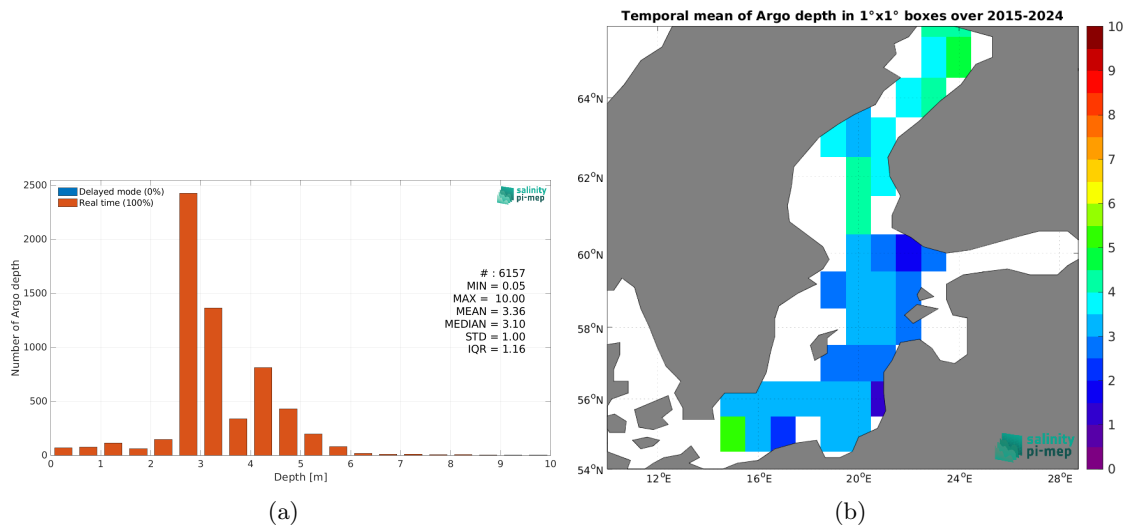 Temporal mean of Argo depth in 1°x1° boxes over 2015-2024
Delayed mode (0%)
Real time (100%)
salinity
pi-mep
# : 6157
MIN = 0.05
MAX = 10.00
MEAN = 3.36
MEDIAN = 3.10
STD = 1.00
IQR = 1.16
Number of Argo depth
2500
2000
1500
1000
500
0
0 1 2 3 4 5 6 7 8 9 10
Depth [m]
(a)
64°N
62°N
60°N
58°N
56°N
54°N
12°E 16°E 20°E 24°E 28°E
salinity
pi-mep
10
9
8
7
6
5
4
3
2
1
0
(b)